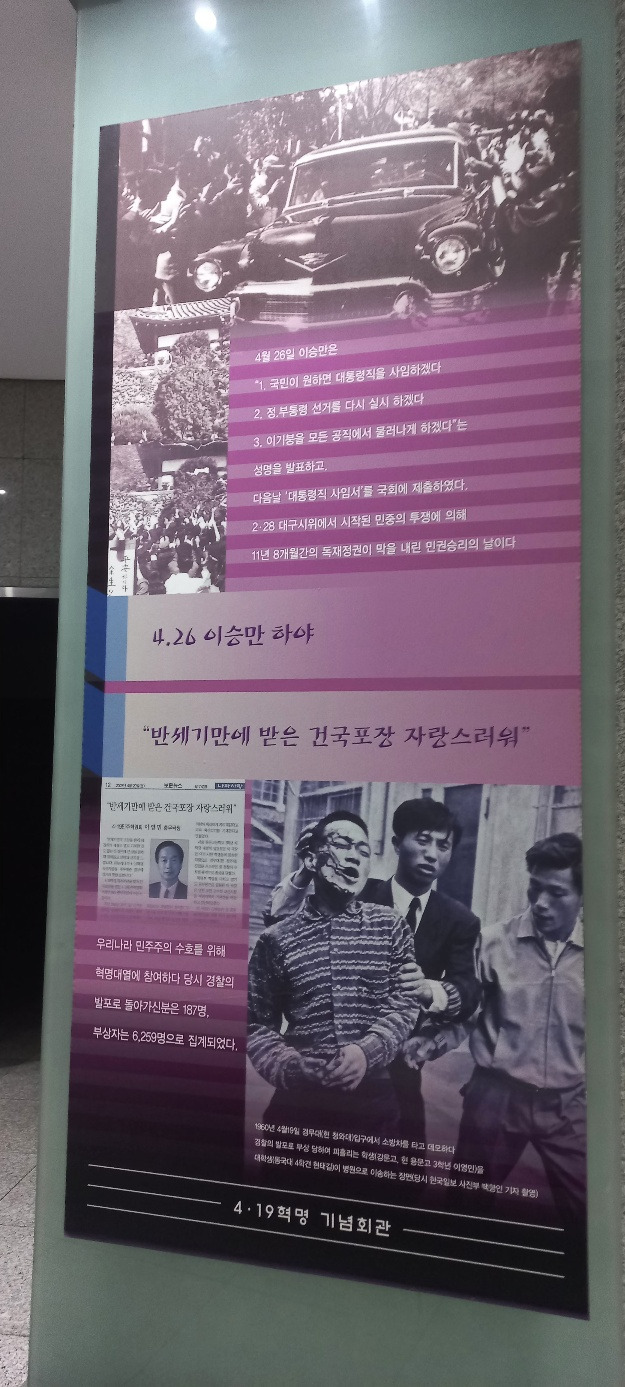 4월 26일 이승만은
"1. 국민이 원하면 대통령직을 사임하겠다
2. 정.부통령 선거를 다시 실시 하겠다
3. 이기붕을 모든 공직에서 물러나게 하겠다"는
성명을 발표하고,
다음날 '대통령직 사임서'를 국회에 제출하였다.
2·28 대구시위에서 시작된 민중의 투쟁에 의해
11년 8개월간의 독재정권이 막을 내린 민권승리의 날이다
4.26 이승만 하야
"반세기만에 받은 건국포장 자랑스러워"
12
보훈뉴스
"반세기만에 받은 건국포장 자랑스러워"
우리나라 민주주의 수호를 위해
혁명대열에 참여하다 당시 경찰의
발포로 돌아가신분은 187명,
부상자는 6,259명으로 집계되었다.
1960년 4월19일 경무대(현 청와대)입구에서 소방차를 타고 데모하다
경찰의 발포로 부상 당하여 피흘리는 학생(강문고, 현 용문고 3학년 이영민)을
대학생(동국대 4학견 현태길)이 병원으로 이송하는 장면(당시 한국일보 사진부 기자 촬영)
4·19혁명 기념회관